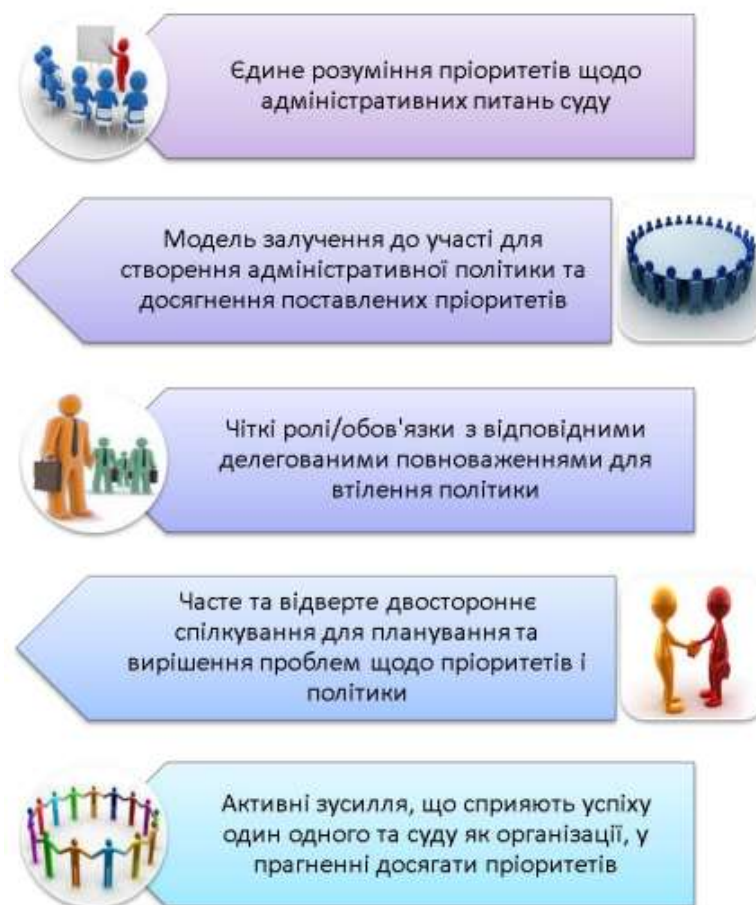 Єдине розуміння пріоритетів щодо
адміністративних питань суду
Модель залучення до участі для
створення адміністративної політики та
досягнення поставлених пріоритетів
Чіткі ролі/обов'язки з відповідними
делегованими повноваженнями для
втілення політики
Часте та відверте двостороннє
спілкування для планування та
вирішення проблем щодо пріоритетів і
політики
Активні зусилля, що сприяють успіху
один одного та суду як організації, у
прагненні досягати пріоритетів